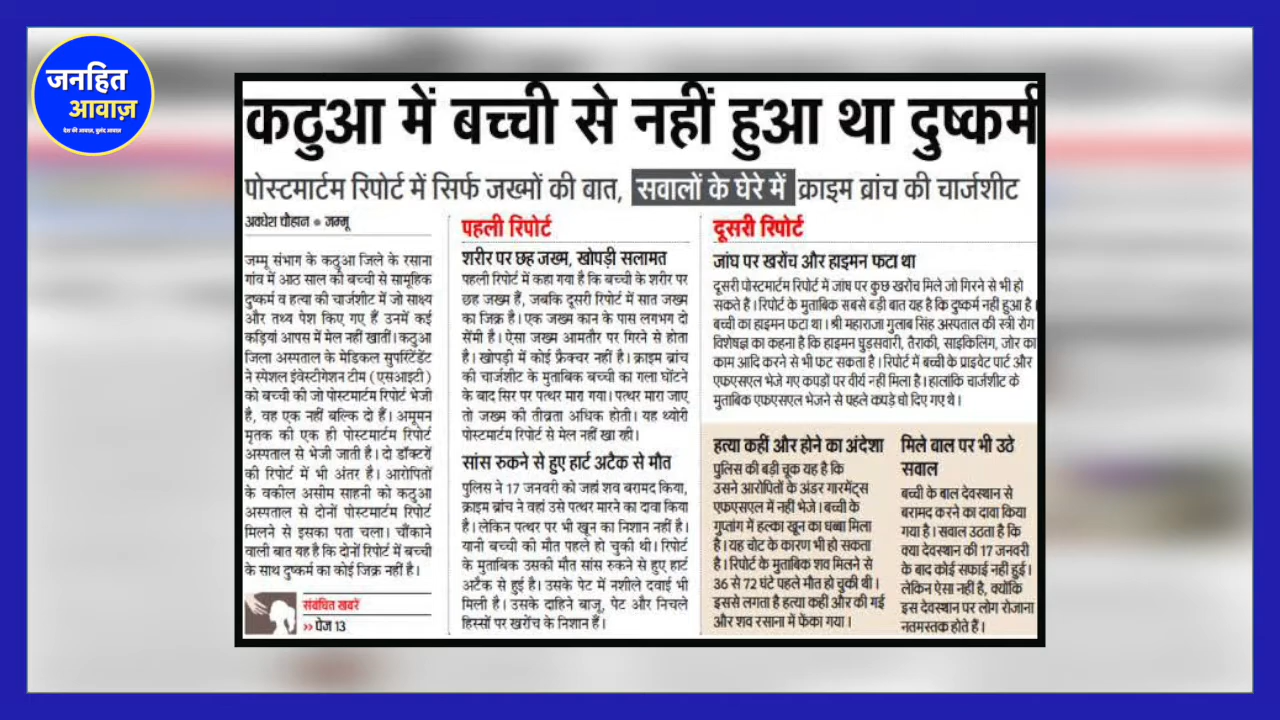 जनहित
आवाज़
देश की आवाज़, बुलंद आवाज़
कठुआ में बच्ची से नहीं हुआ था दुष्कर्म
पोस्टमार्टम रिपोर्ट में सिर्फ जख्मों की बात, सवालों के घेरे में क्राइम ब्रांच की चार्जशीट
अवधेश चौहान ● जम्मू
जम्मू संभाग के कठुआ जिले के रसाना
गांव में आठ साल की बच्ची से सामूहिक
दुष्कर्म व हत्या की चार्जशीट में जो साक्ष्य
और तथ्य पेश किए गए हैं उनमें कई
कड़ियां आपस में मेल नहीं खातीं। कठुआ
जिला अस्पताल के मेडिकल सुपरिंटेंडेंट
ने स्पेशल इंवेस्टीगेशन टीम ( एसआइटी )
को बच्ची की जो पोस्टमार्टम रिपोर्ट भेजी
है, वह एक नहीं बल्कि दो हैं। अमूमन
मृतक की एक ही पोस्टमार्टम रिपोर्ट
अस्पताल से भेजी जाती है। दो डॉक्टरों
की रिपोर्ट में भी अंतर है। आरोपितों
के वकील असीम साहनी को कठुआ
अस्पताल से दोनों पोस्टमार्टम रिपोर्ट
मिलने से इसका पता चला। चौंकाने
वाली बात यह है कि दोनों रिपोर्ट में बच्ची
के साथ दुष्कर्म का कोई जिक्र नहीं है।
संबंधित खबरें
>> पेज 13
पहली रिपोर्ट
शरीर पर छह जख्म, खोपड़ी सलामत
पहली रिपोर्ट में कहा गया है कि बच्ची के शरीर पर
छह जख्म हैं, जबकि दूसरी रिपोर्ट में सात जख्म
का जिक्र है। एक जख्म कान के पास लगभग दो
सेंमी है। ऐसा जख्म आमतौर पर गिरने से होता
है। खोपड़ी में कोई फ्रैक्चर नहीं है। क्राइम ब्रांच
की चार्जशीट के मुताबिक बच्ची का गला घोंटने
के बाद सिर पर पत्थर मारा गया। पत्थर मारा जाए
तो जख्म की तीव्रता अधिक होती। यह थ्योरी
पोस्टमार्टम रिपोर्ट से मेल नहीं खा रही।
सांस रुकने से हुए हार्ट अटैक से मौत
पुलिस ने 17 जनवरी को जहां शव बरामद किया,
क्राइम ब्रांच ने वहां उसे पत्थर मारने का दावा किया
है। लेकिन पत्थर पर भी खून का निशान नहीं है।
यानी बच्ची की मौत पहले हो चुकी थी। रिपोर्ट
के मुताबिक उसकी मौत सांस रुकने से हुए हार्ट
अटैक से हुई है। उसके पेट में नशीले दवाई भी
मिली है। उसके दाहिने बाजू, पेट और निचले
हिस्सों पर खरोंच के निशान हैं।
दूसरी रिपोर्ट
जांघ पर खरोंच और हाइमन फटा था
दूसरी पोस्टमार्टम रिपोर्ट में जांघ पर कुछ खरोंच मिले जो गिरने से भी हो
सकते हैं। रिपोर्ट के मुताबिक सबसे बड़ी बात यह है कि दुष्कर्म नहीं हुआ है।
बच्ची का हाइमन फटा था। श्री महाराजा गुलाब सिंह अस्पताल की स्त्री रोग
विशेषज्ञ का कहना है कि हाइमन घुड़सवारी, तैराकी, साइकिलिंग, जोर का
काम आदि करने से भी फट सकता है। रिपोर्ट में बच्ची के प्राइवेट पार्ट और
एफएसएल भेजे गए कपड़ों पर वीर्य नहीं मिला है। हालांकि चार्जशीट के
मुताबिक एफएसएल भेजने से पहले कपड़े धो दिए गए थे।
हत्या कहीं और होने का अंदेशा
पुलिस की बड़ी चूक यह है कि
उसने आरोपितों के अंडर गारमेंट्स
एफएसएल में नहीं भेजे। बच्ची के
गुप्तांग में हल्का खून का धब्बा मिला
है। यह चोट के कारण भी हो सकता
है। रिपोर्ट के मुताबिक शव मिलने से
36 से 72 घंटे पहले मौत हो चुकी थी।
इससे लगता है हत्या कहीं और की गई
और शव रसाना में फेंका गया।
मिले बाल पर भी उठे
सवाल
बच्ची के बाल देवस्थान से
बरामद करने का दावा किया
गया है। सवाल उठता है कि
क्या देवस्थान की 17 जनवरी
के बाद कोई सफाई नहीं हुई।
लेकिन ऐसा नहीं है, क्योंकि
इस देवस्थान पर लोग रोजाना
नतमस्तक होते हैं।